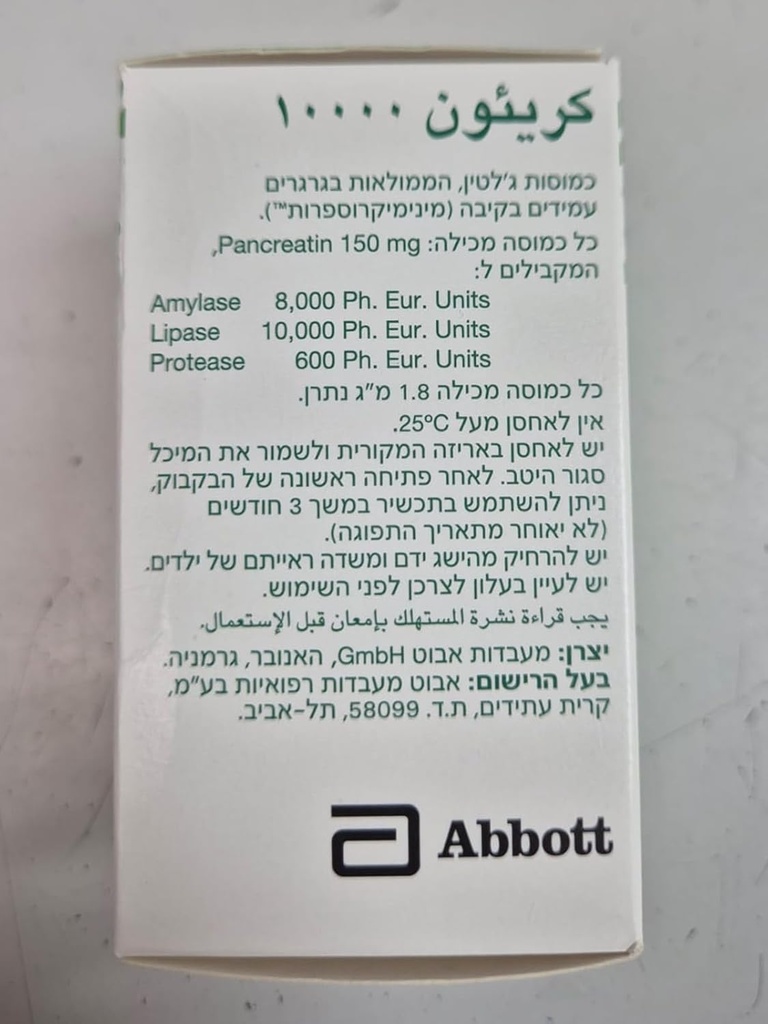 كريئون ١٠٠٠٠
כמוסות ג'לטין, הממולאות בגרגרים
עמידים בקיבה (מינימיקרוספרות™).
כל כמוסה מכילה: Pancreatin 150 mg,
המקבילים ל:
Amylase 8,000 Ph. Eur. Units
Lipase 10,000 Ph. Eur. Units
Protease 600 Ph. Eur. Units
כל כמוסה מכילה 1.8 מ"ג נתרן.
אין לאחסן מעל 25°C.
יש לאחסן באריזה המקורית ולשמור את המיכל
סגור היטב. לאחר פתיחה ראשונה של הבקבוק,
ניתן להשתמש בתכשיר במשך 3 חודשים
(לא יאוחר מתאריך התפוגה).
יש להרחיק מהישג ידם ומשדה ראייתם של ילדים.
יש לעיין בעלון לצרכן לפני השימוש.
يجب قراءة نشرة المستهلك بإمعان قبل الإستعمال.
יצרן: מעבדות אבוט GmbH, האנובר, גרמניה.
בעל הרישום: אבוט מעבדות רפואיות בע"מ,
קרית עתידים, ת.ד. 58099, תל-אביב.
Abbott